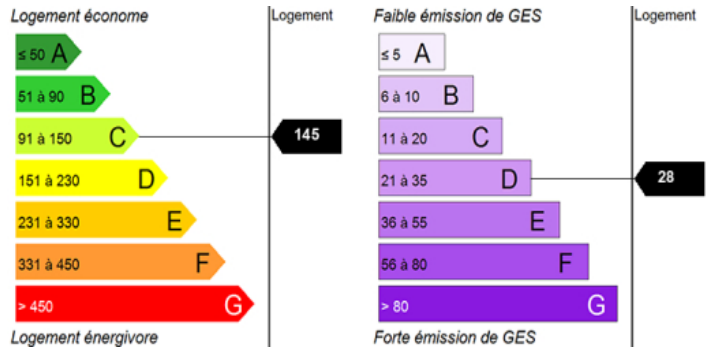 Logement économe
Logement
≤ 50 A
51 à 90 B
91 à 150 C
145
151 à 230 D
231 à 330 E
331 à 450 F
> 450 G
Logement énergivore
Faible émission de GES
Logement
≤ 5 A
6 à 10 B
11 à 20 C
21 à 35 D
28
36 à 55 E
56 à 80 F
> 80 G
Forte émission de GES